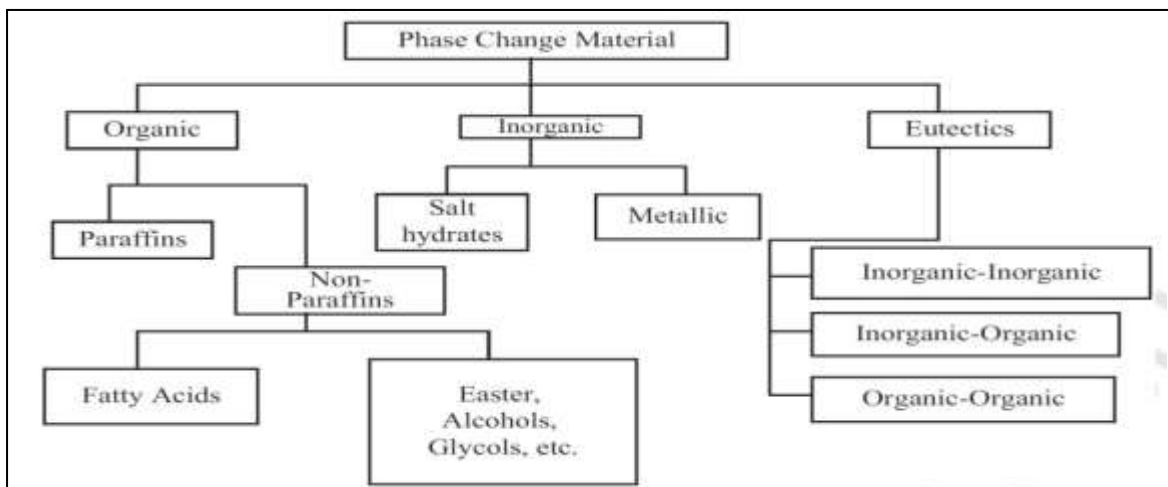 Phase Change Material
Organic
Inorganic
Eutectics
Paraffins
Salt
hydrates
Metallic
Non-
Paraffins
Inorganic-Inorganic
Inorganic-Organic
Organic-Organic
Fatty Acids
Easter,
Alcohols,
Glycols, etc.